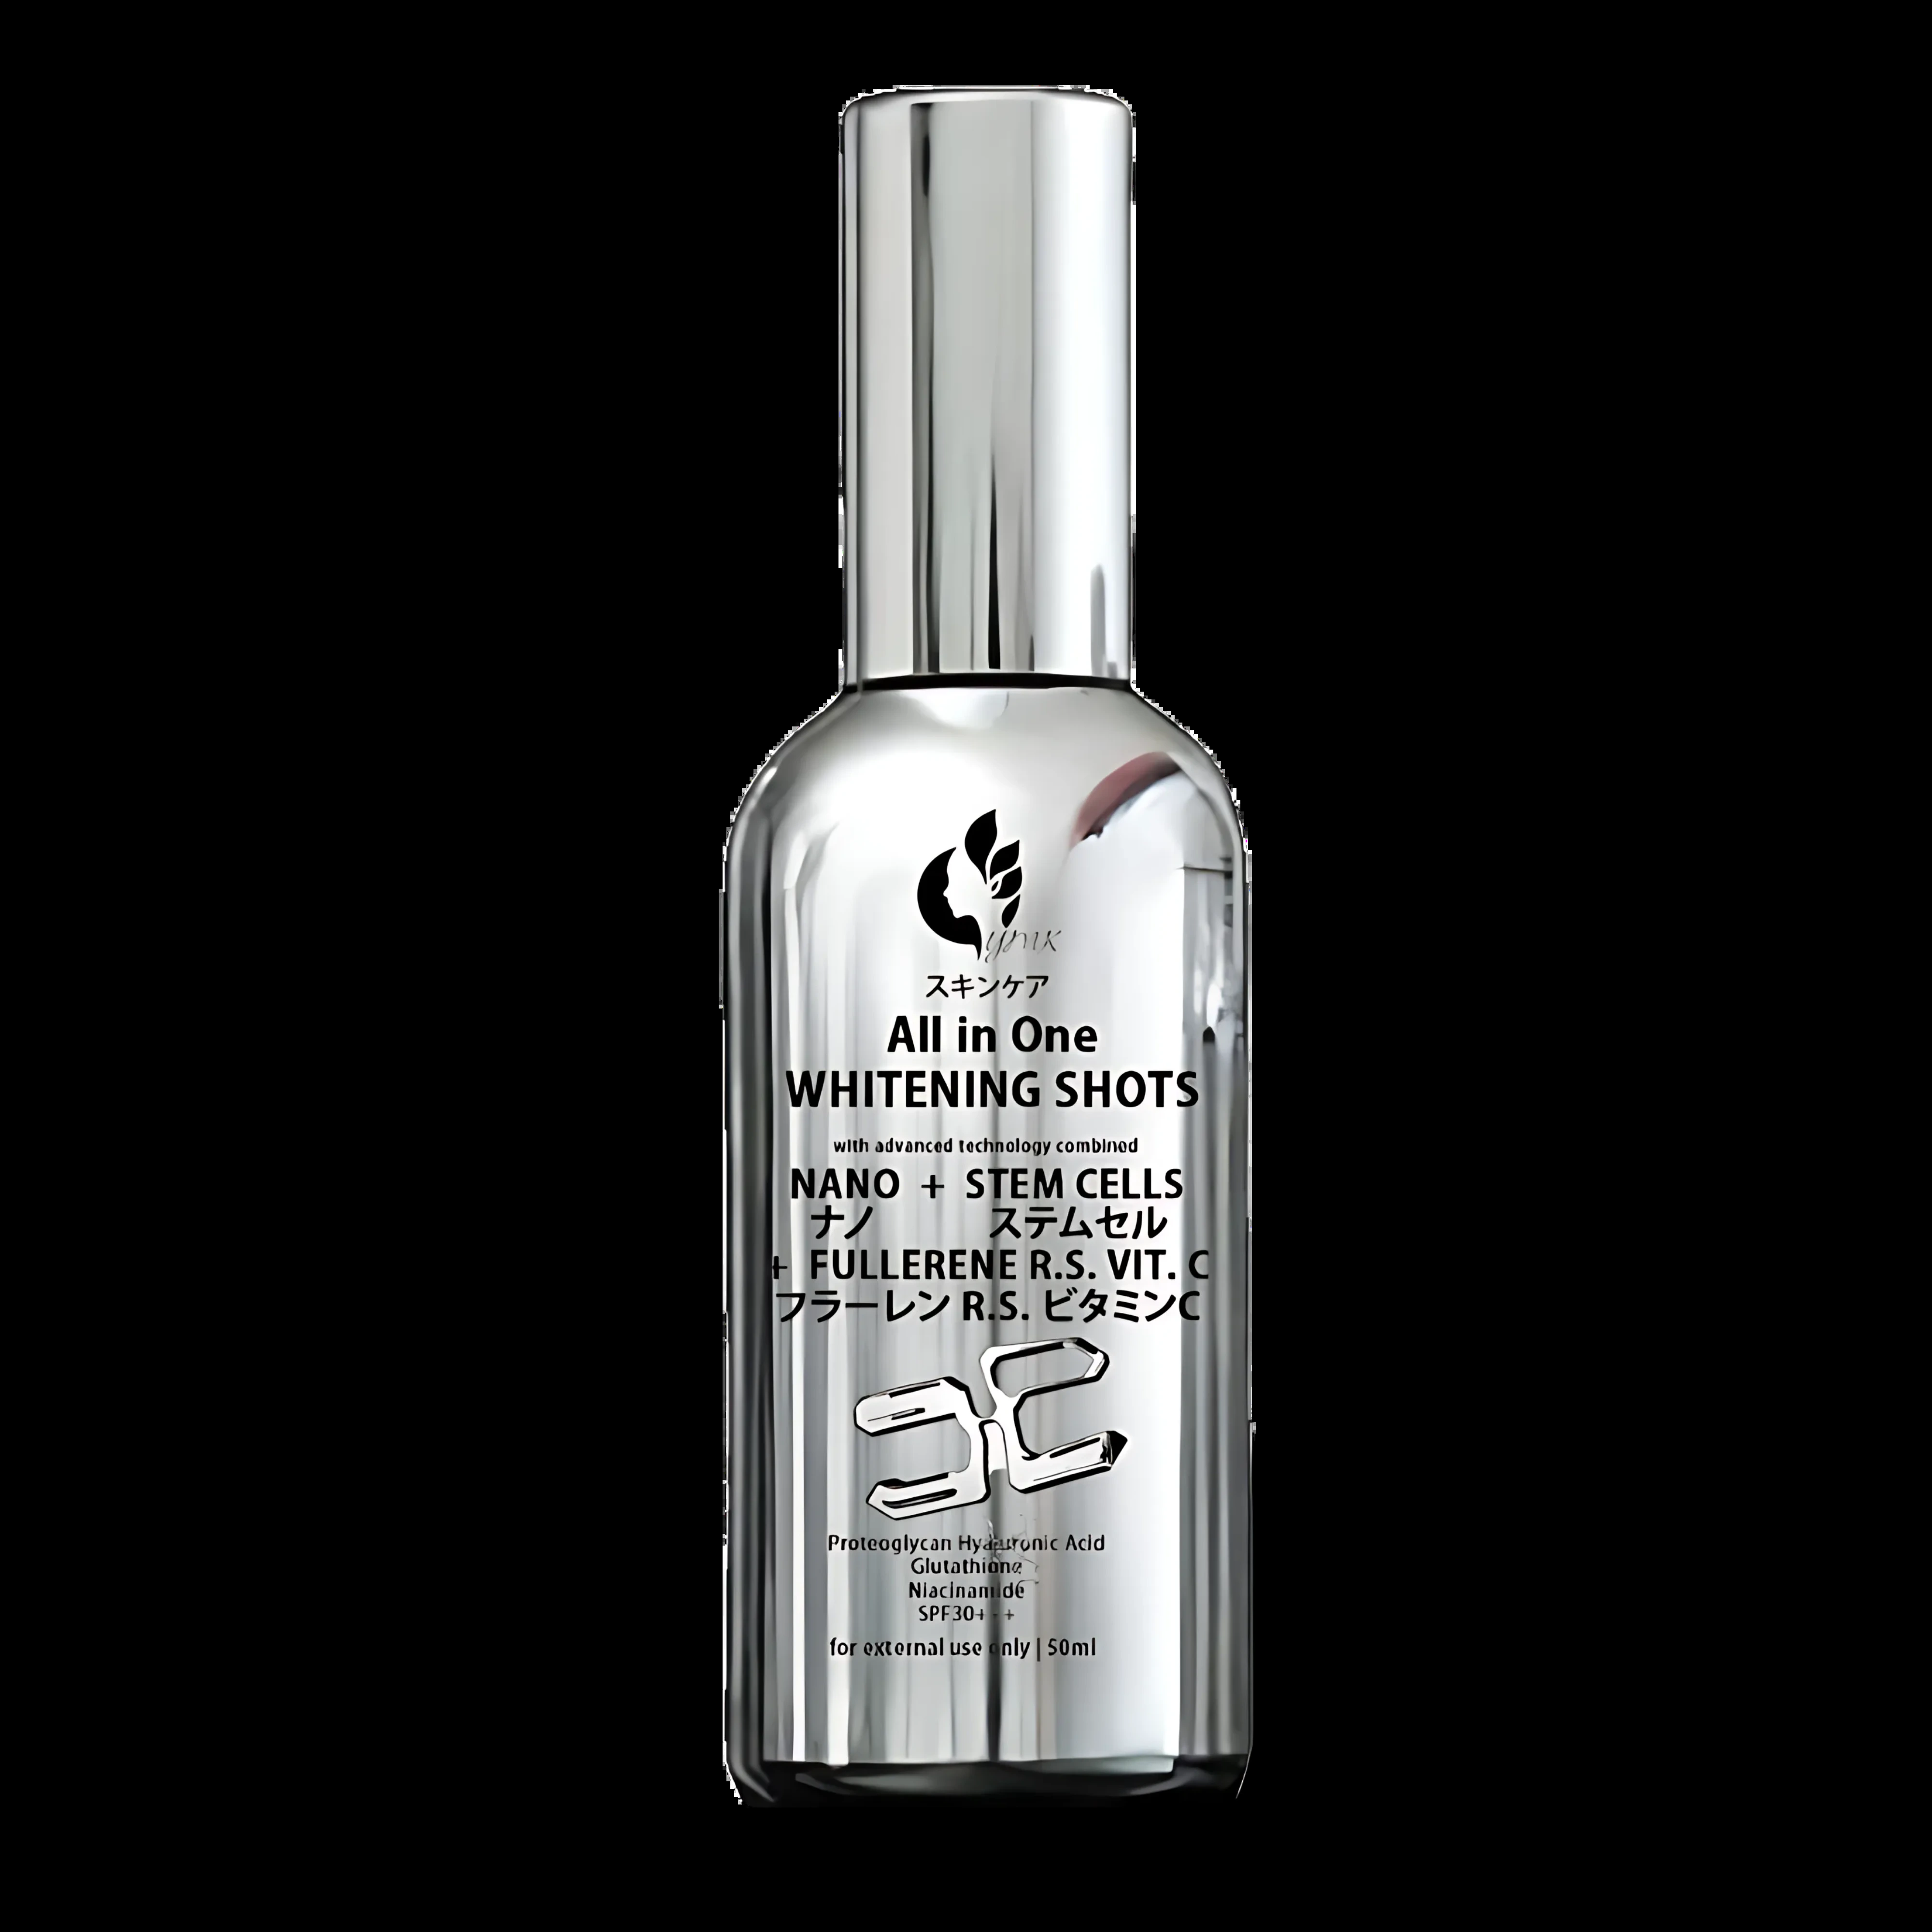 ymk
スキンケア
All in One
WHITENING SHOTS
with advanced technology combined
NANO + STEM CELLS
ナノ ステムセル
+ FULLERENE R.S. VIT. C
フラーレン R.S. ビタミンC
Proteoglycan Hyaluronic Acid
Glutathione
Niacinamide
SPF30+++
for external use only | 50ml